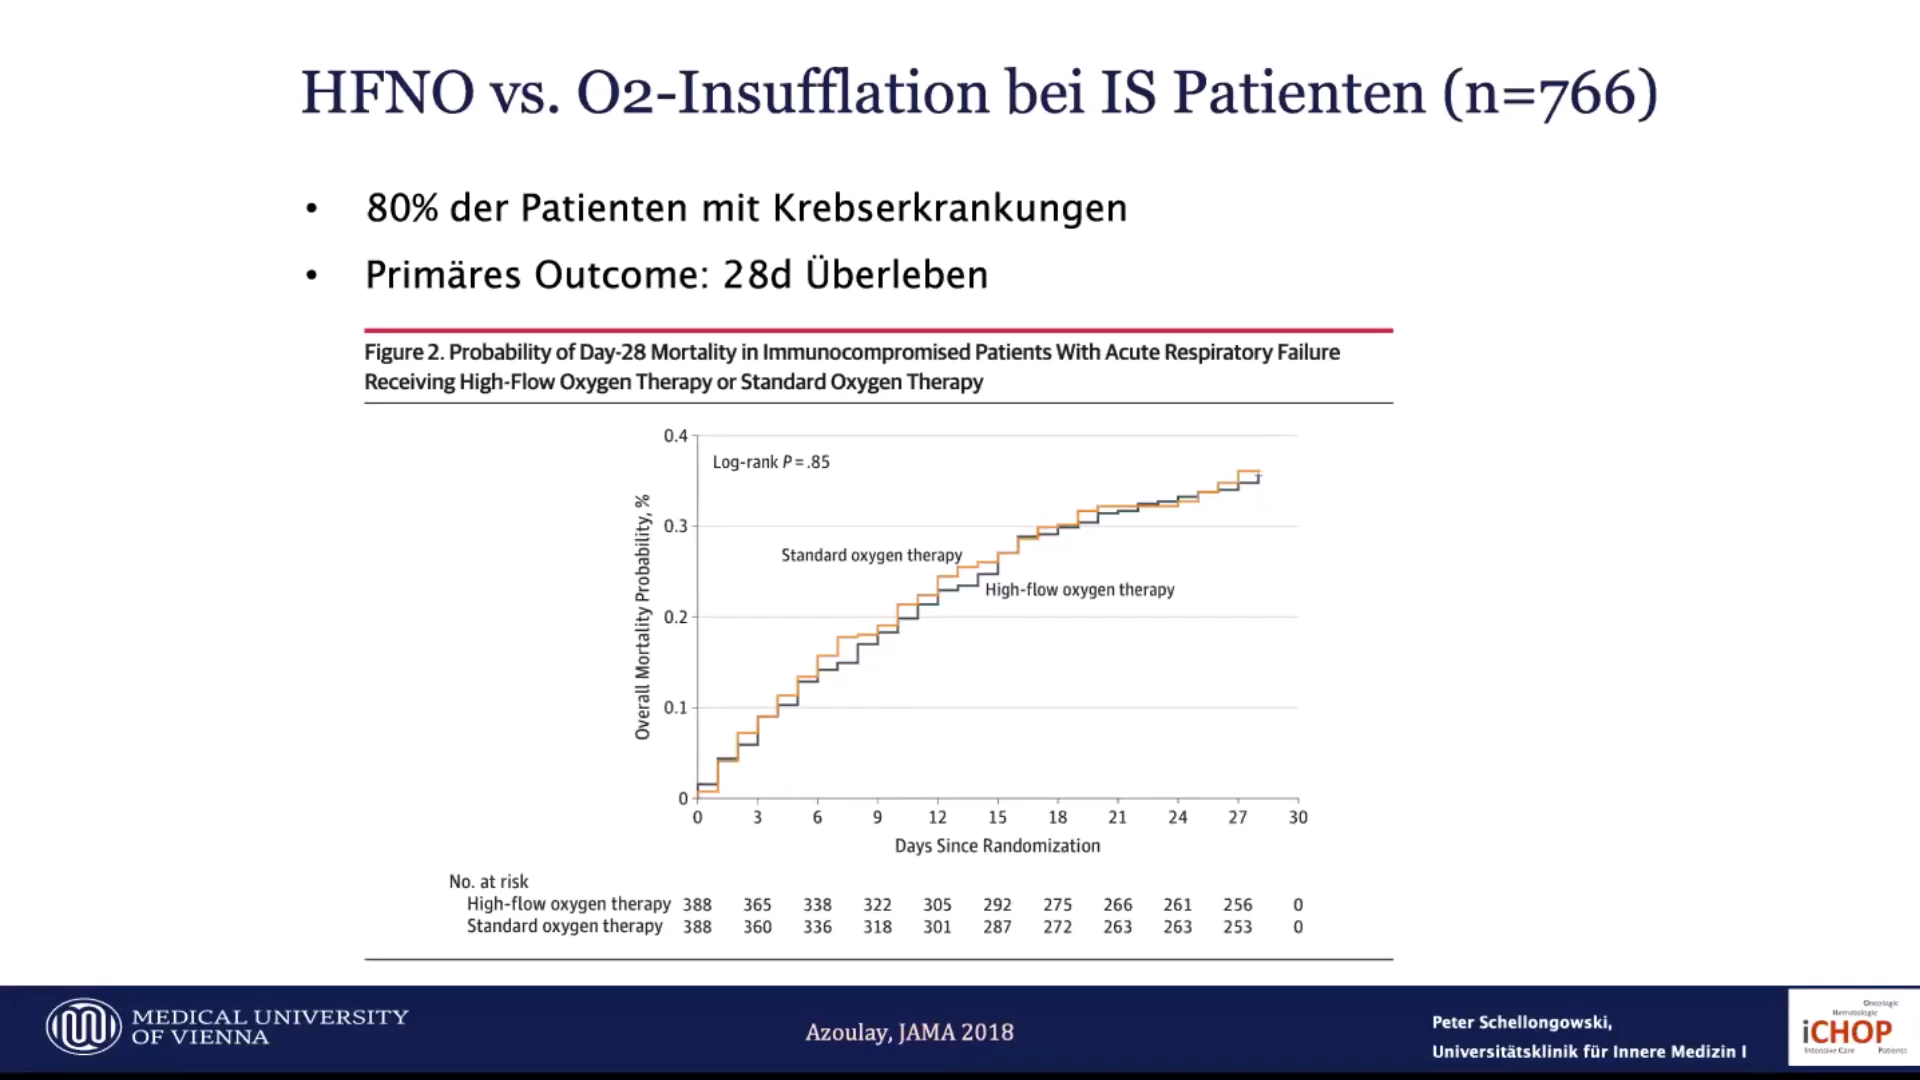 HFNO vs. O2-Insufflation bei IS Patienten (n=766)
• 80% der Patienten mit Krebserkrankungen
• Primäres Outcome: 28d Überleben
Figure 2. Probability of Day-28 Mortality in Immunocompromised Patients With Acute Respiratory Failure
Receiving High-Flow Oxygen Therapy or Standard Oxygen Therapy
Overall Mortality Probability, %
0.4
0.3
0.2
0.1
0
Log-rank P = .85
Standard oxygen therapy
High-flow oxygen therapy
0 3 6 9 12 15 18 21 24 27 30
Days Since Randomization
No. at risk
High-flow oxygen therapy 388 365 338 322 305 292 275 266 261 256 0
Standard oxygen therapy 388 360 336 318 301 287 272 263 263 253 0
MEDICAL UNIVERSITY
OF VIENNA
Azoulay, JAMA 2018
Peter Schellongowski,
Universitätsklinik für Innere Medizin I
Oncologic
Hematologic
iCHOP
Intensive Care Patients